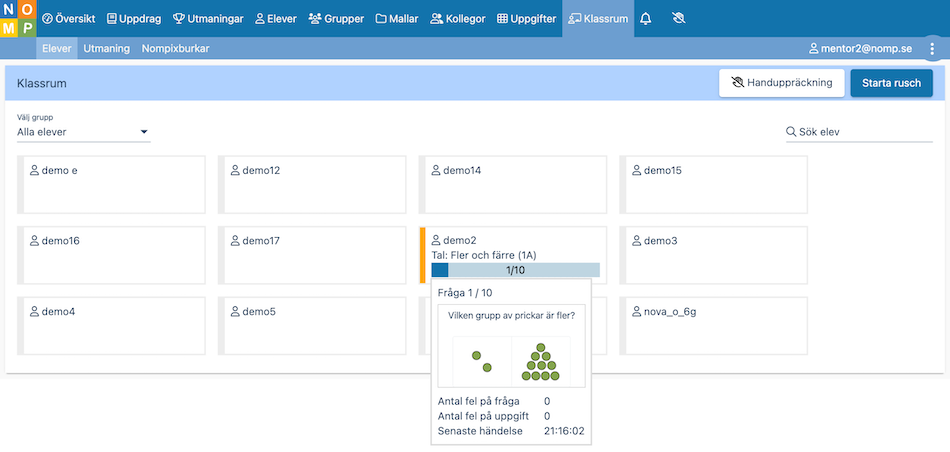 NO
MP
Översikt Uppdrag Utmaningar Elever Grupper Mallar Kollegor Uppgifter Klassrum
Elever Utmaning Nompixburkar mentor2@nomp.se
Klassrum Handuppräckning Starta rusch
Välj grupp
Alla elever Sök elev
demo e demo12 demo14 demo15
demo16 demo17 demo2 demo3
Tal: Fler och färre (1A)
1/10
Fråga 1 / 10
demo4 demo5 nova_o_6g
Vilken grupp av prickar är fler?
Antal fel på fråga 0
Antal fel på uppgift 0
Senaste händelse 21:16:02